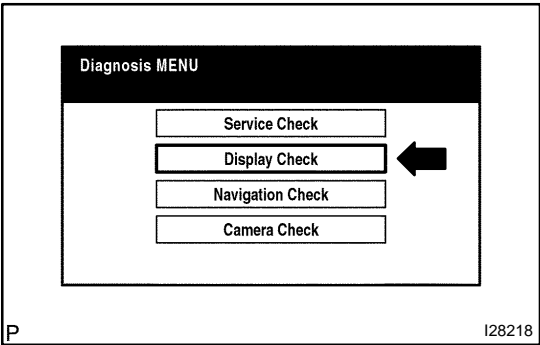 Diagnosis MENU
Service Check
Display Check
Navigation Check
Camera Check
P
I28218